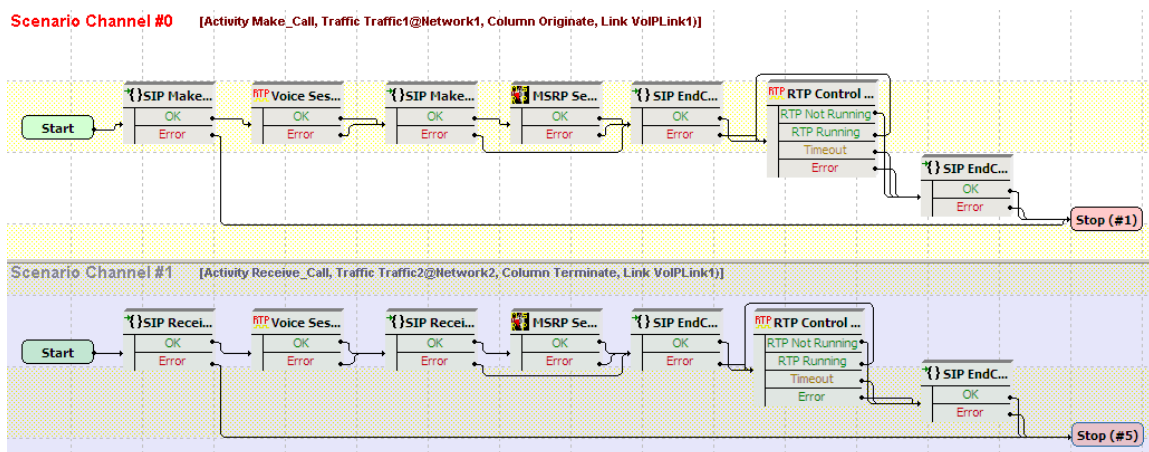 Scenario Channel #0 [Activity Make_Call, Traffic Traffic1@Network1, Column Originate, Link VoIPLink1)]
SIP Make... RTP Voice Ses... SIP Make... MSRP Se... SIP EndC... RTP RTP Control ...
OK OK OK OK OK RTP Not Running
Start Error Error Error Error Error RTP Running
Timeout
Error SIP EndC...
OK
Error
Stop (#1)
Scenario Channel #1 [Activity Receive_Call, Traffic Traffic2@Network2, Column Terminate, Link VoIPLink1)]
SIP Recei... RTP Voice Ses... SIP Recei... MSRP Se... SIP EndC... RTP RTP Control ...
OK OK OK OK OK RTP Not Running
Start Error Error Error Error Error RTP Running
Timeout SIP EndC...
Error OK
Error
Stop (#5)